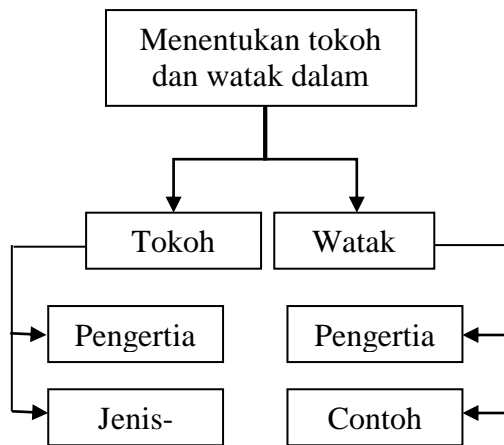 Menentukan tokoh
dan watak dalam
Tokoh
Watak
Pengertia
Pengertia
Jenis-
Contoh